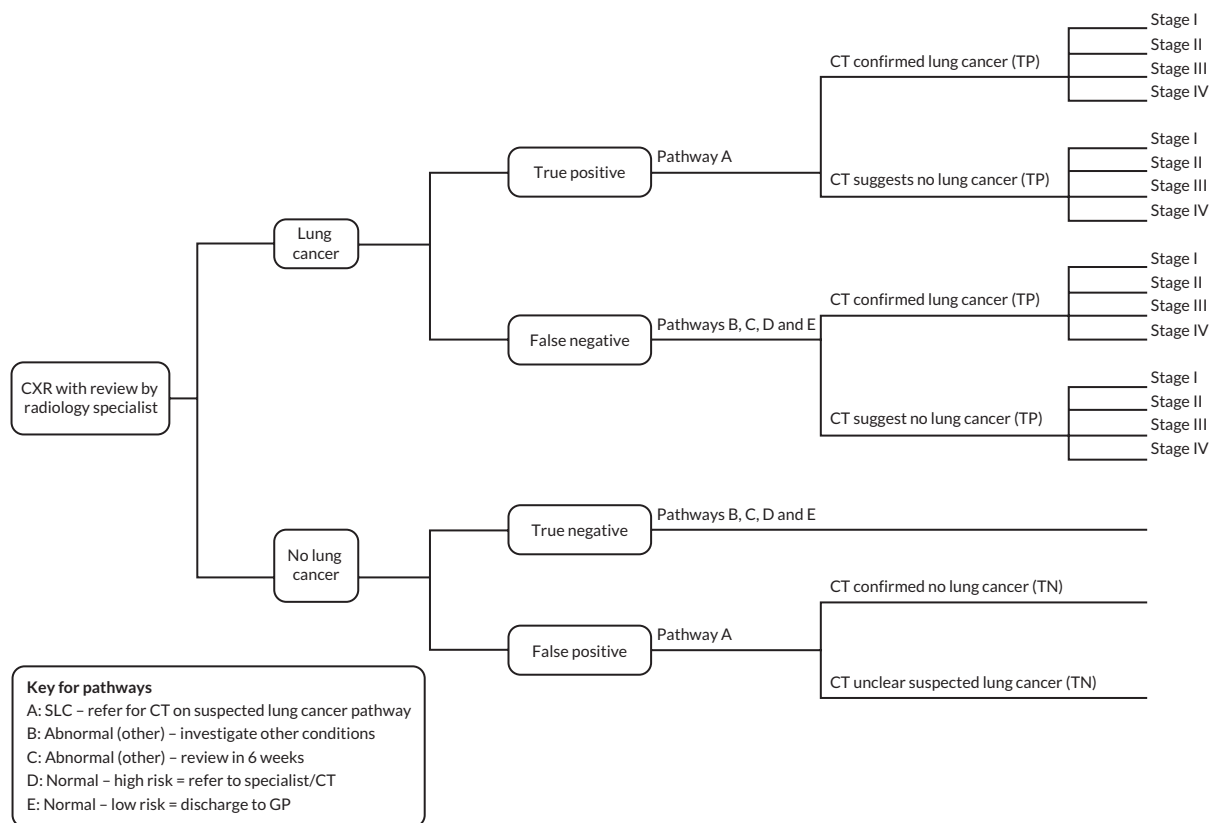 Stage I
Stage II
CT confirmed lung cancer (TP)
Stage III
Stage IV
Stage I
True positive
Pathway A
Stage II
CT suggests no lung cancer (TP)
Stage III
Stage IV
Lung
cancer
Stage I
Stage II
CT confirmed lung cancer (TP)
Stage III
False negative
Pathways B, C, D and E
Stage IV
CXR with review by
radiology specialist
Stage I
Stage II
CT suggest no lung cancer (TP)
Stage III
Stage IV
True negative
Pathways B, C, D and E
No lung
cancer
CT confirmed no lung cancer (TN)
False positive
Pathway A
CT unclear suspected lung cancer (TN)
Key for pathways
A: SLC – refer for CT on suspected lung cancer pathway
B: Abnormal (other) – investigate other conditions
C: Abnormal (other) – review in 6 weeks
D: Normal – high risk = refer to specialist/CT
E: Normal – low risk = discharge to GP